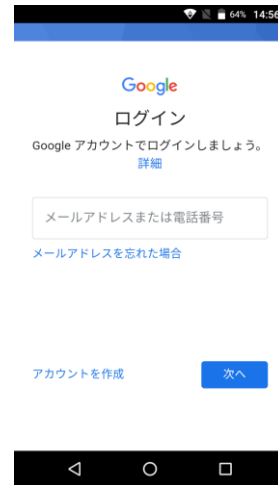 64% 14:56
Google
ログイン
Google アカウントでログインしましょう。
詳細
メールアドレスまたは電話番号
メールアドレスを忘れた場合
アカウントを作成
次へ